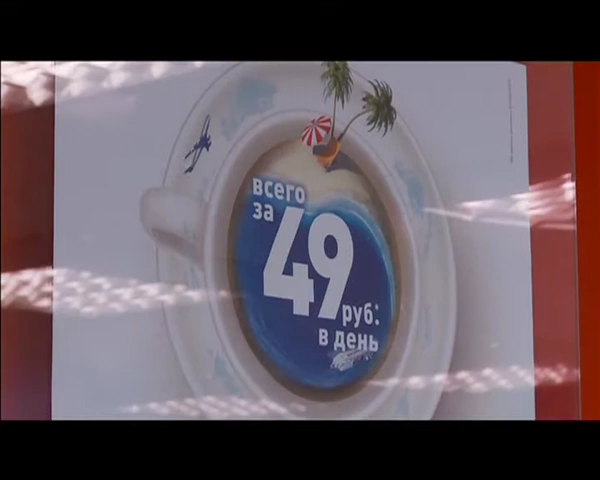 всего
за
49
руб.
в день